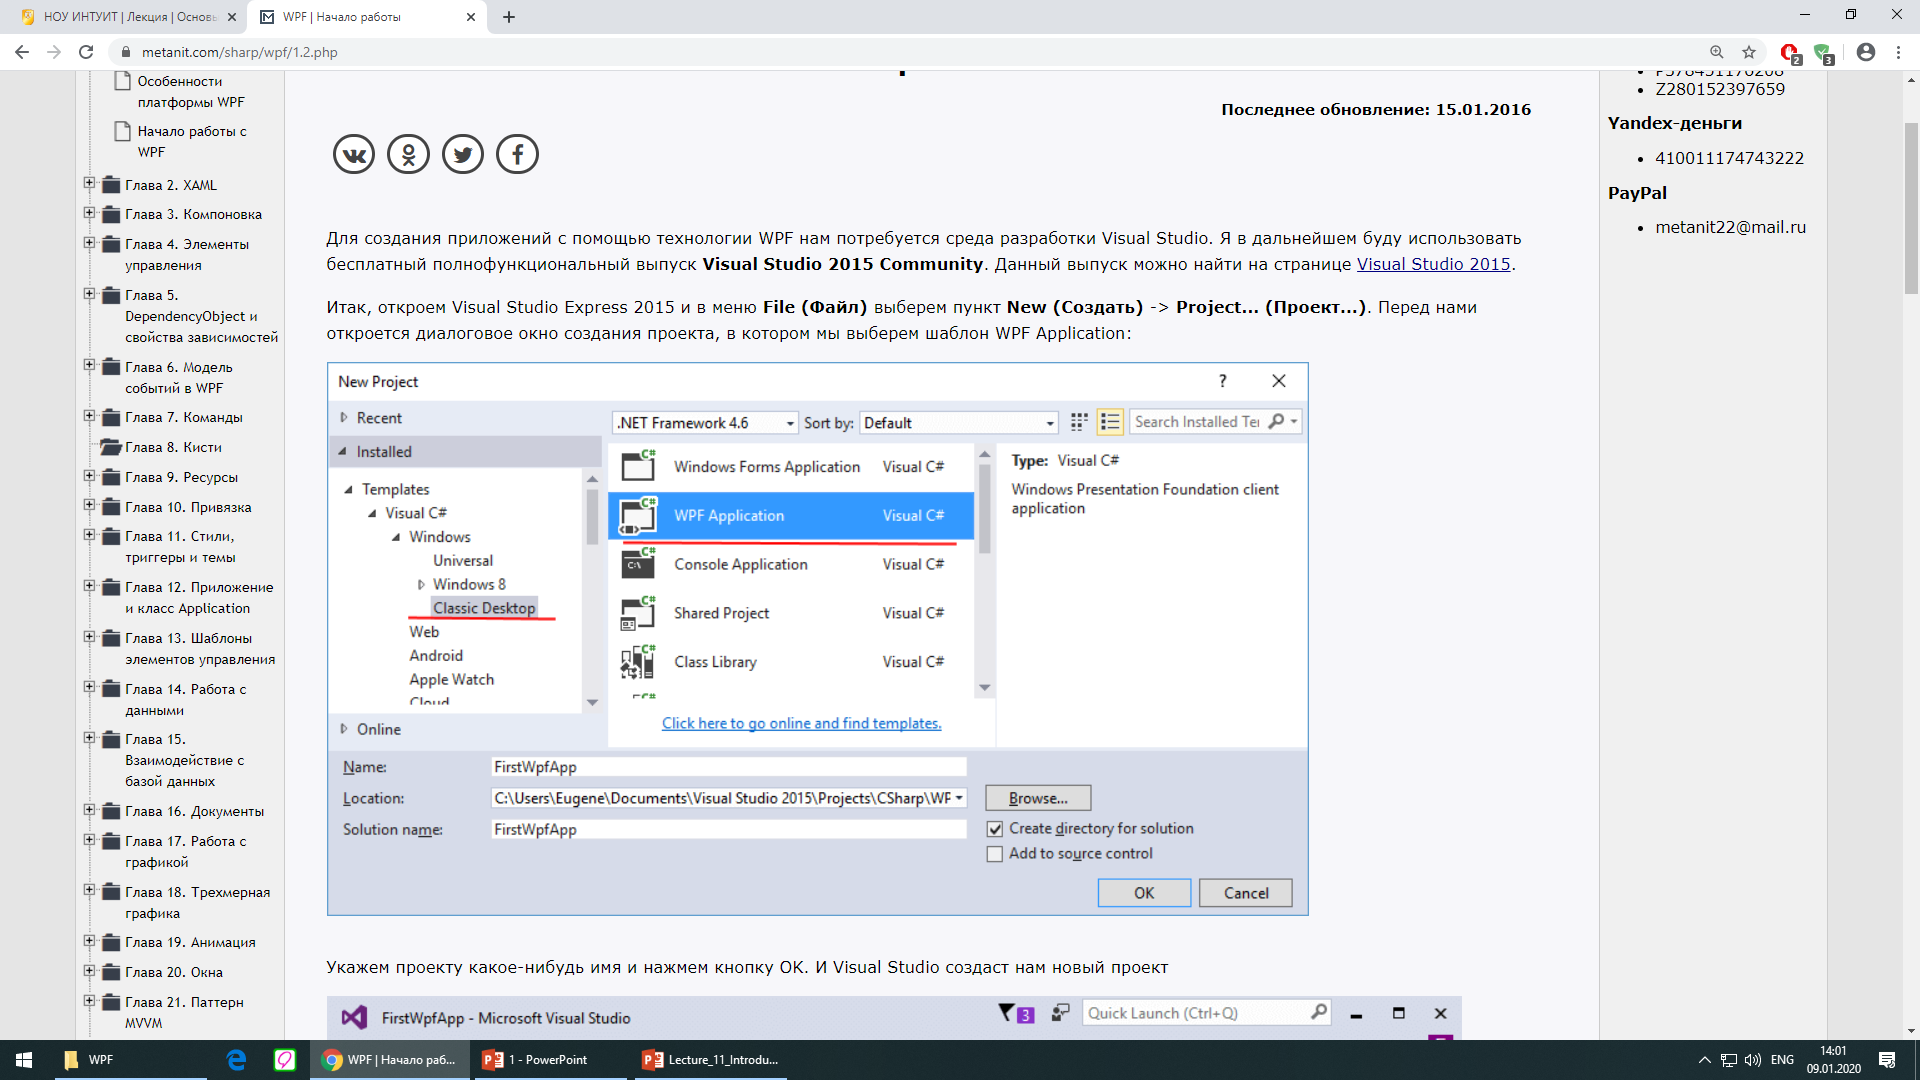 НОУ ИНТУИТ | Лекция | Основы
WPF | Начало работы
metanit.com/sharp/wpf/1.2.php
2
3
Особенности
платформы WPF
Начало работы с
WPF
Глава 2. XAML
Глава 3. Компоновка
Глава 4. Элементы
управления
Глава 5.
DependencyObject и
свойства зависимостей
Глава 6. Модель
событий в WPF
Глава 7. Команды
Глава 8. Кисти
Глава 9. Ресурсы
Глава 10. Привязка
Глава 11. Стили,
триггеры и темы
Глава 12. Приложение
и класс Application
Глава 13. Шаблоны
элементов управления
Глава 14. Работа с
данными
Глава 15.
Взаимодействие с
базой данных
Глава 16. Документы
Глава 17. Работа с
графикой
Глава 18. Трехмерная
графика
Глава 19. Анимация
Глава 20. Окна
Глава 21. Паттерн
MVVM
Последнее обновление: 15.01.2016
Для создания приложений с помощью технологии WPF нам потребуется среда разработки Visual Studio. Я в дальнейшем буду использовать
бесплатный полнофункциональный выпуск Visual Studio 2015 Community. Данный выпуск можно найти на странице Visual Studio 2015.
Итак, откроем Visual Studio Express 2015 и в меню File (Файл) выберем пункт New (Создать) -> Project... (Проект...). Перед нами
откроется диалоговое окно создания проекта, в котором мы выберем шаблон WPF Application:
New Project
?
Recent
Installed
Templates
Visual C#
Windows
Universal
Windows 8
Classic Desktop
Web
Android
Apple Watch
Cloud
Online
.NET Framework 4.6
Sort by: Default
Search Installed Te
Windows Forms Application Visual C#
WPF Application Visual C#
Console Application Visual C#
Shared Project Visual C#
Class Library Visual C#
Click here to go online and find templates.
Type: Visual C#
Windows Presentation Foundation client
application
Name: FirstWpfApp
Location: C:\Users\Eugene\Documents\Visual Studio 2015\Projects\CSharp\WF
Browse...
Solution name: FirstWpfApp
Create directory for solution
Add to source control
OK
Cancel
Укажем проекту какое-нибудь имя и нажмем кнопку OK. И Visual Studio создаст нам новый проект
FirstWpfApp - Microsoft Visual Studio
3
Quick Launch (Ctrl+Q)
Z280152397659
Yandex-деньги
410011174743222
PayPal
metanit22@mail.ru
WPF
WPF | Начало раб...
1 - PowerPoint
Lecture_11_Introdu...
ENG
14:01
09.01.2020